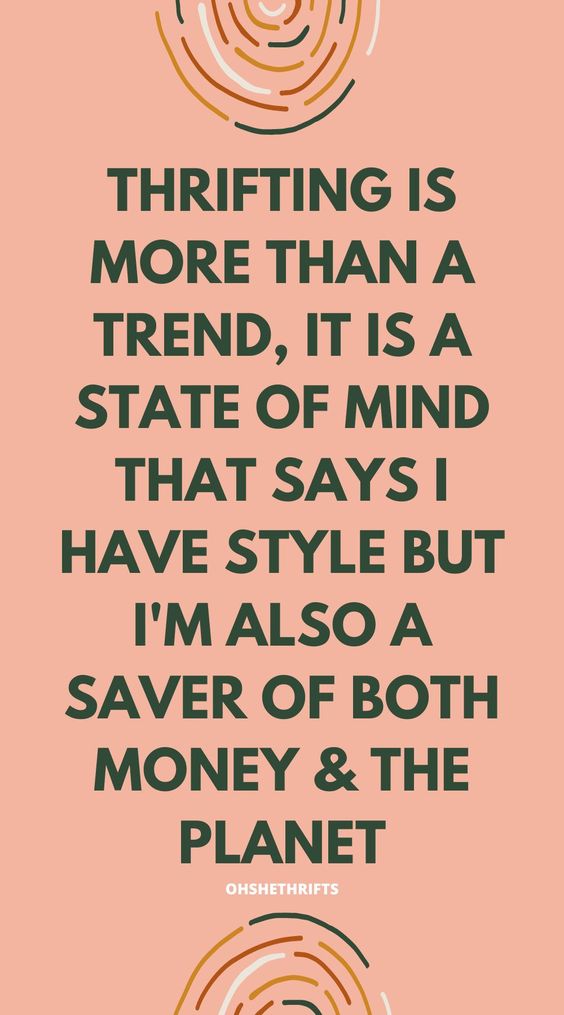 THRIFTING IS
MORE THAN A
TREND, IT IS A
STATE OF MIND
THAT SAYS I
HAVE STYLE BUT
I'M ALSO A
SAVER OF BOTH
MONEY & THE
PLANET
OHSHETHRIFTS